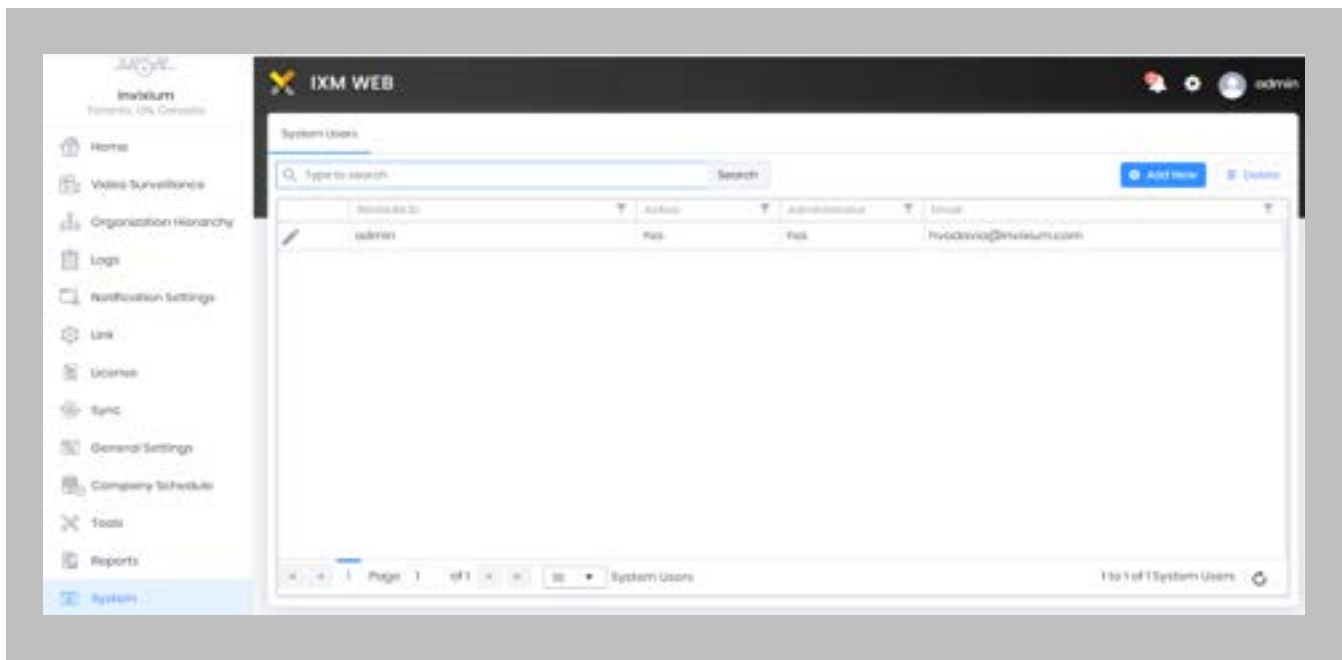 Invixium
Toronto, ON, Canada
IXM WEB
admin
Home
Video Surveillance
Organization Hierarchy
Logs
Notification Settings
Link
License
Sync
General Settings
Company Schedule
Tools
Reports
System
System Users
Type to search
Search
Add New
Delete
Active
Administrator
Email
admin
Yes
Yes
1
Page 1 of 1
System Users
1 to 1 of 1 System Users